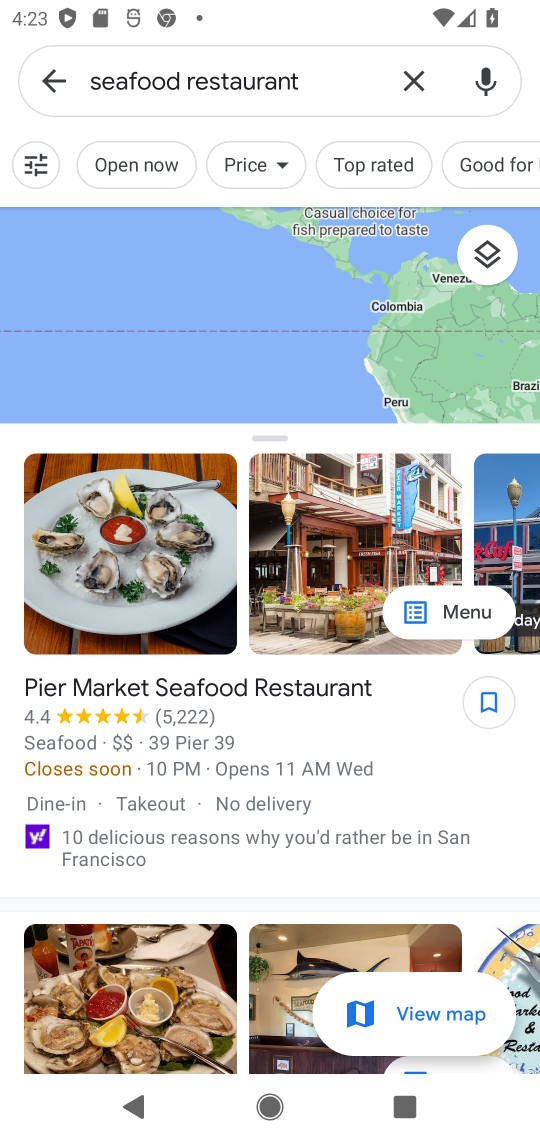 4:23
seafood restaurant
Open now
Price
Top rated
Good for
Casual choice for
fish prepared to taste
Colombia
Peru
PIER MARKET
Menu
day
Pier Market Seafood Restaurant
4.4 (5,222)
Seafood · $$ · 39 Pier 39
Closes soon · 10 PM · Opens 11 AM Wed
Dine-in · Takeout · No delivery
y!
10 delicious reasons why you'd rather be in San
Francisco
View map